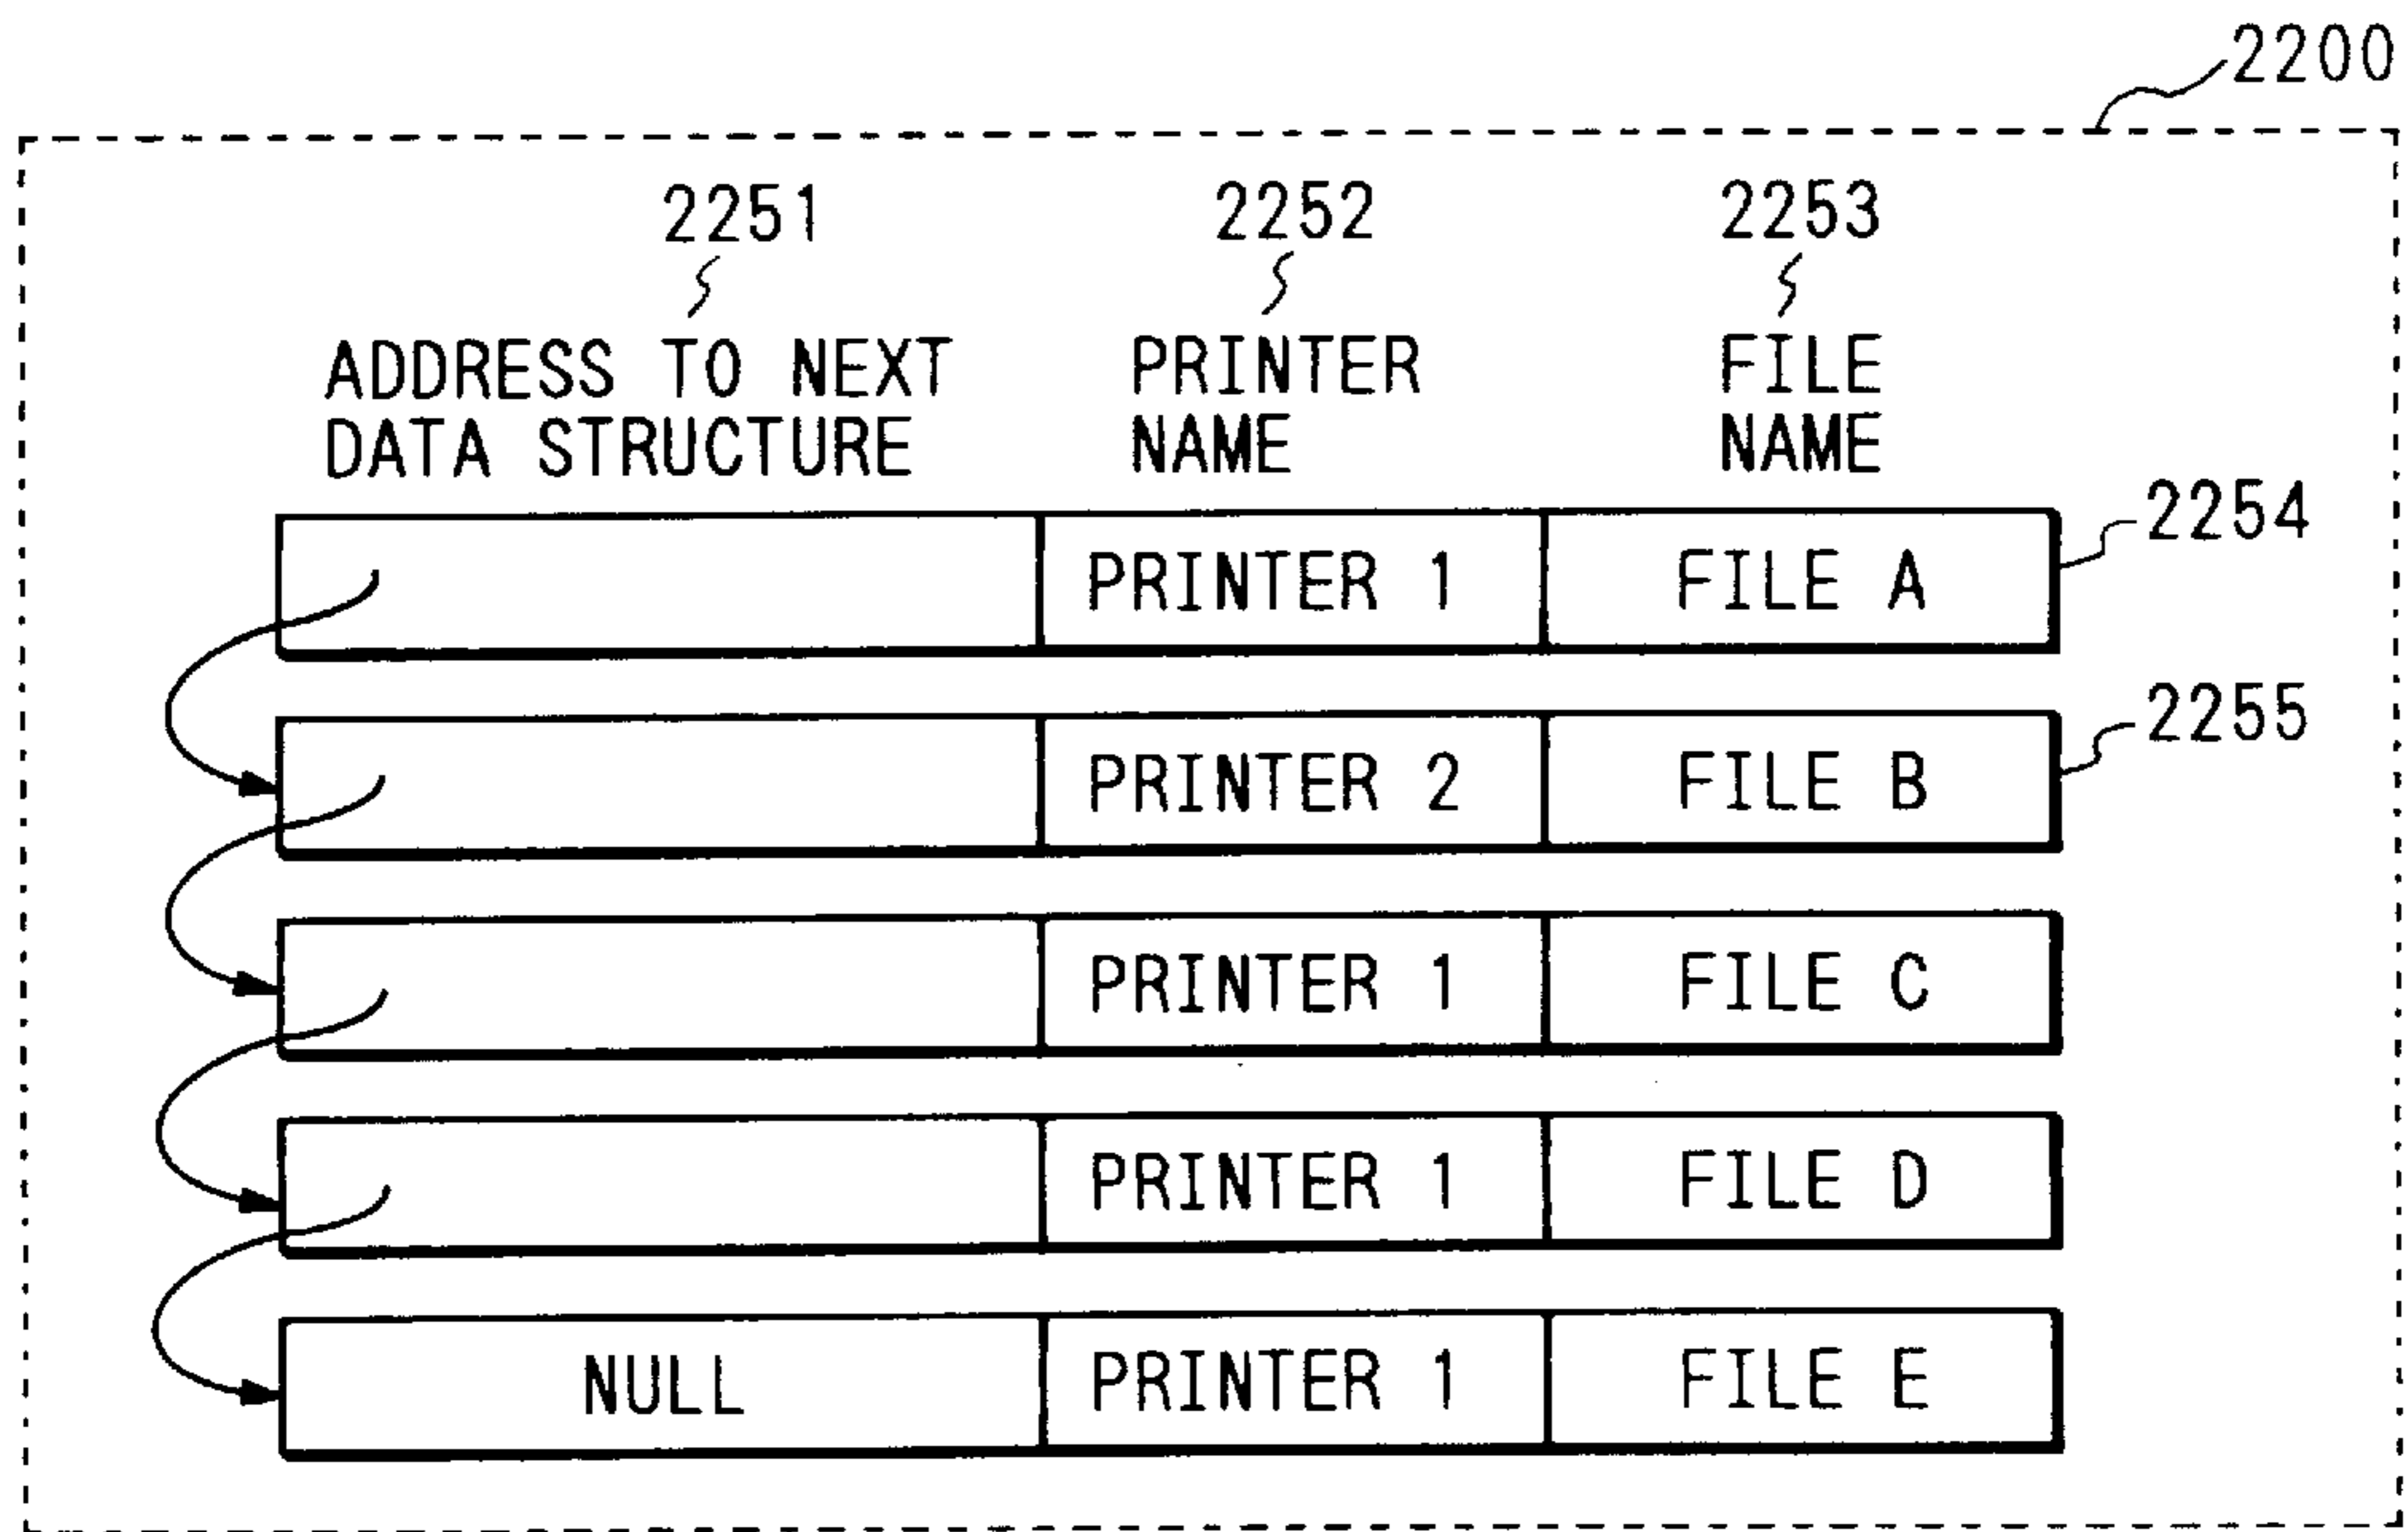 2200
2251 2252 2253
ADDRESS TO NEXT PRINTER FILE
DATA STRUCTURE NAME NAME
2254
PRINTER 1 FILE A
2255
PRINTER 2 FILE B
PRINTER 1 FILE C
PRINTER 1 FILE D
NULL PRINTER 1 FILE E